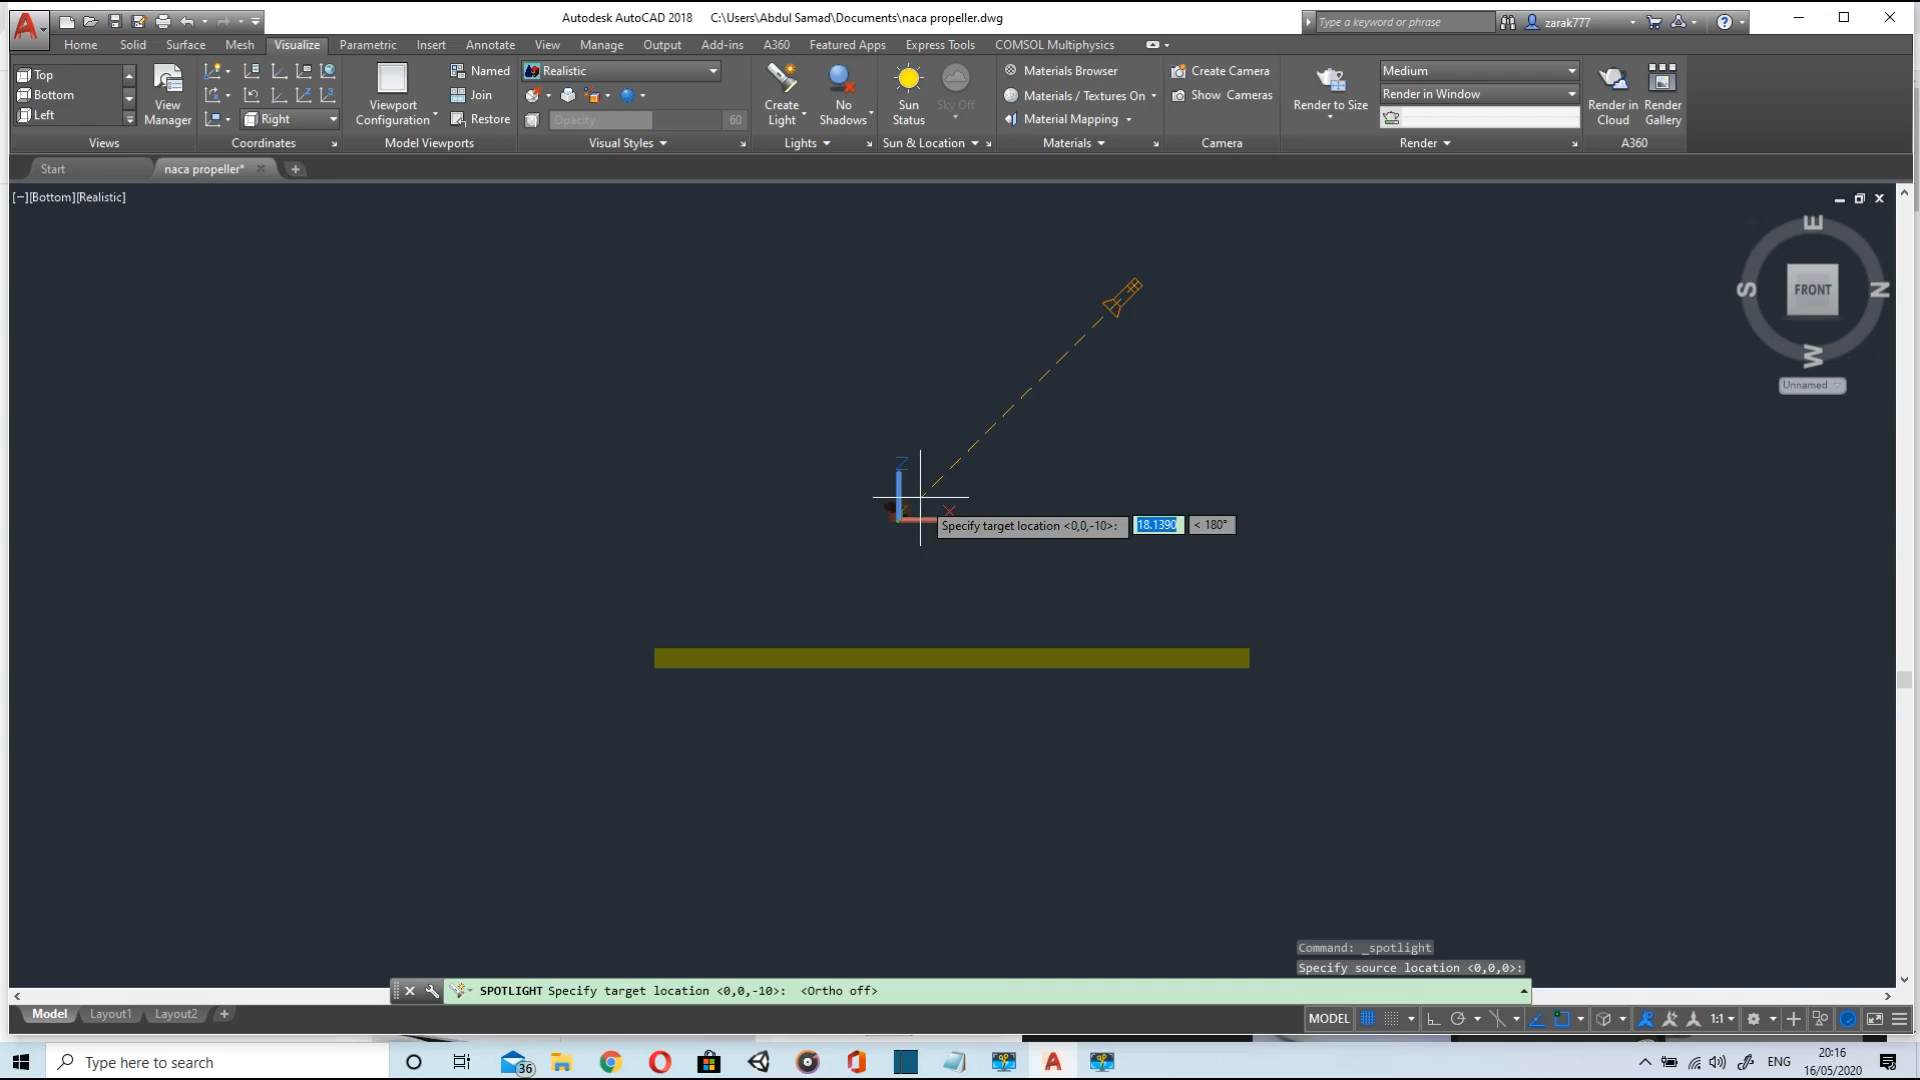 Autodesk AutoCAD 2018 C:\Users\Abdul Samad\Documents\naca propeller.dwg
Type a keyword or phrase
zarak777
Home Solid Surface Mesh Visualize Parametric Insert Annotate View Manage Output Add-ins A360 Featured Apps Express Tools COMSOL Multiphysics
Top
Bottom
Left
View
Manager
Right
Viewport
Configuration
Named
Join
Restore
Realistic
Opacity 60
Create
Light
No
Shadows
Sun
Status
Sky Off
Materials Browser
Materials / Textures On
Material Mapping
Create Camera
Show Cameras
Render to Size
Medium
Render in Window
Render in
Cloud
Render
Gallery
Views Coordinates Model Viewports Visual Styles Lights Sun & Location Materials Camera Render A360
Start naca propeller*
[−][Bottom][Realistic]
E
S FRONT N
W
Unnamed
Z
X
Specify target location <0,0,-10>: 18.1390 < 180°
Command: _spotlight
Specify source location <0,0,0>:
SPOTLIGHT Specify target location <0,0,-10>: <Ortho off>
Model Layout1 Layout2
MODEL 1:1
Type here to search
36
ENG
20:16
16/05/2020